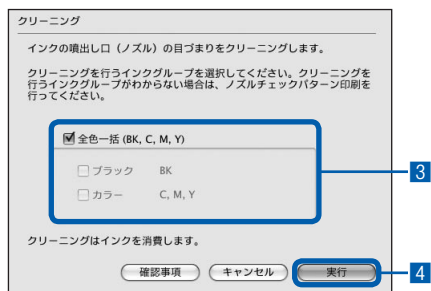 クリーニング
インクの噴出し口（ノズル）の目づまりをクリーニングします。
クリーニングを行うインクグループを選択してください。クリーニングを
行うインクグループがわからない場合は、ノズルチェックパターン印刷を
行ってください。
全色一括 (BK, C, M, Y)
ブラック BK
カラー C, M, Y
3
クリーニングはインクを消費します。
確認事項 キャンセル 実行
4